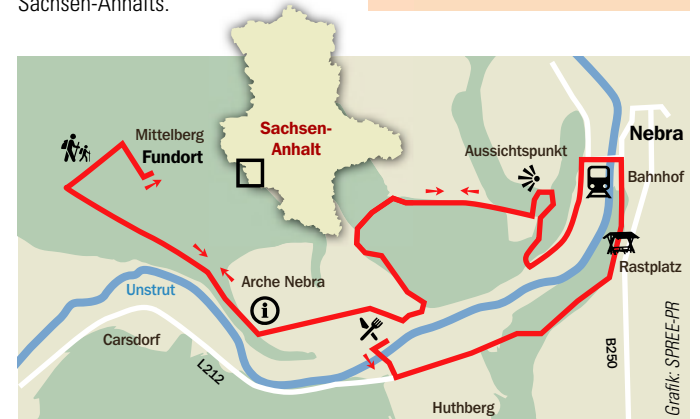 Sachsen-Anhalts.
Mittelberg
Fundort
Sachsen-
Anhalt
Aussichtspunkt
Nebra
Bahnhof
Rastplatz
Arche Nebra
Unstrut
Carsdorf
L212
B250
Huthberg
Grafik: SPREE-PR